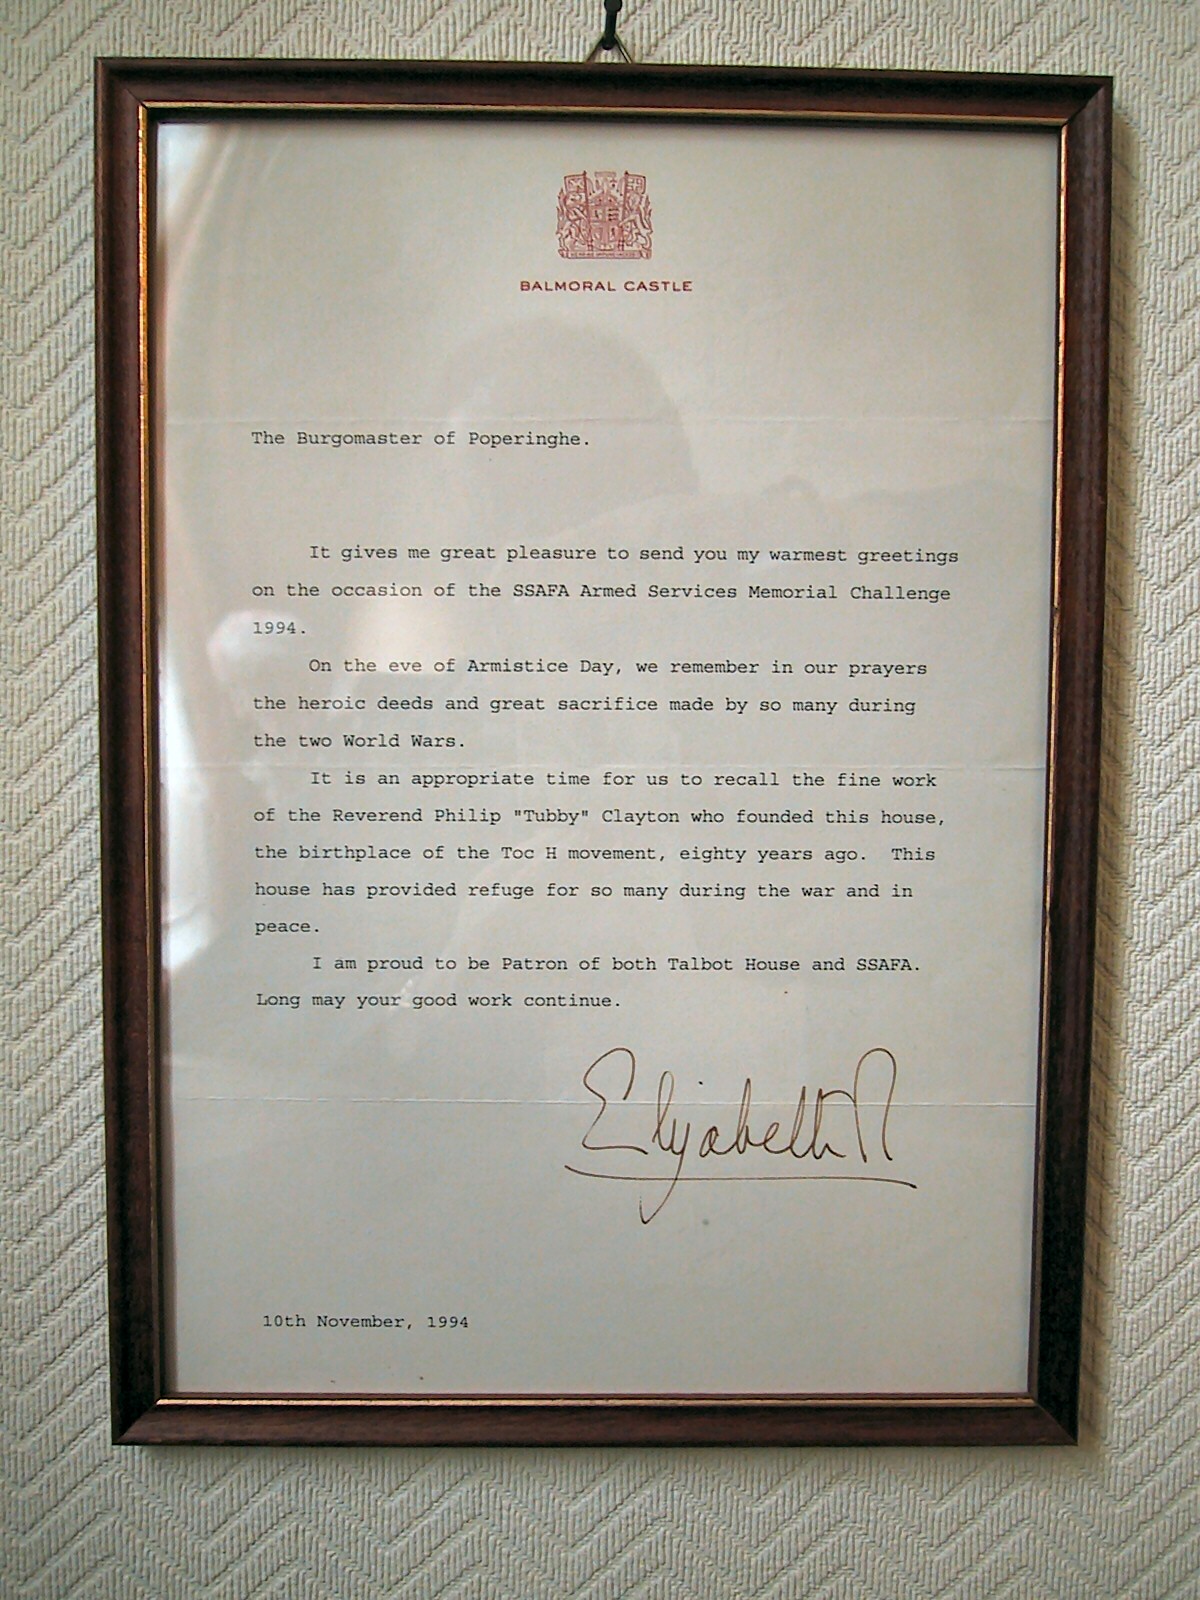 BALMORAL CASTLE
The Burgomaster of Poperinghe.
It gives me great pleasure to send you my warmest greetings
on the occasion of the SSAFA Armed Services Memorial Challenge
1994.
On the eve of Armistice Day, we remember in our prayers
the heroic deeds and great sacrifice made by so many during
the two World Wars.
It is an appropriate time for us to recall the fine work
of the Reverend Philip "Tubby" Clayton who founded this house,
the birthplace of the Toc H movement, eighty years ago.  This
house has provided refuge for so many during the war and in
peace.
I am proud to be Patron of both Talbot House and SSAFA.
Long may your good work continue.
Elizabeth R
10th November, 1994